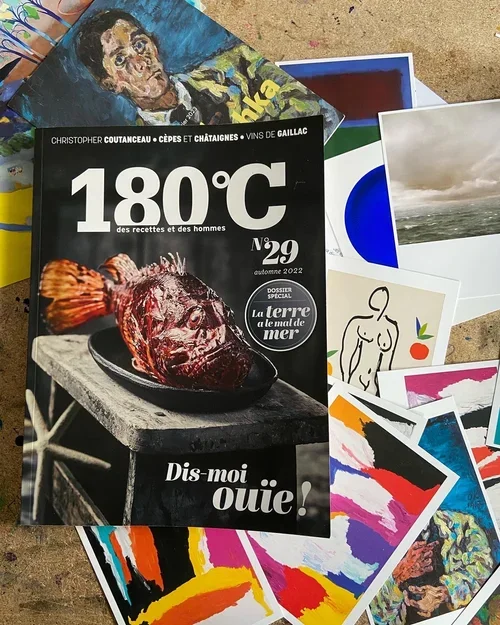 hka
CHRISTOPHER COUTANCEAU • CÈPES ET CHÂTAIGNES • VINS DE GAILLAC
180°C
des recettes et des hommes
N°29
automne 2022
DOSSIER
SPÉCIAL
La terre
a le mal de
mer
Dis-moi
ouïe !